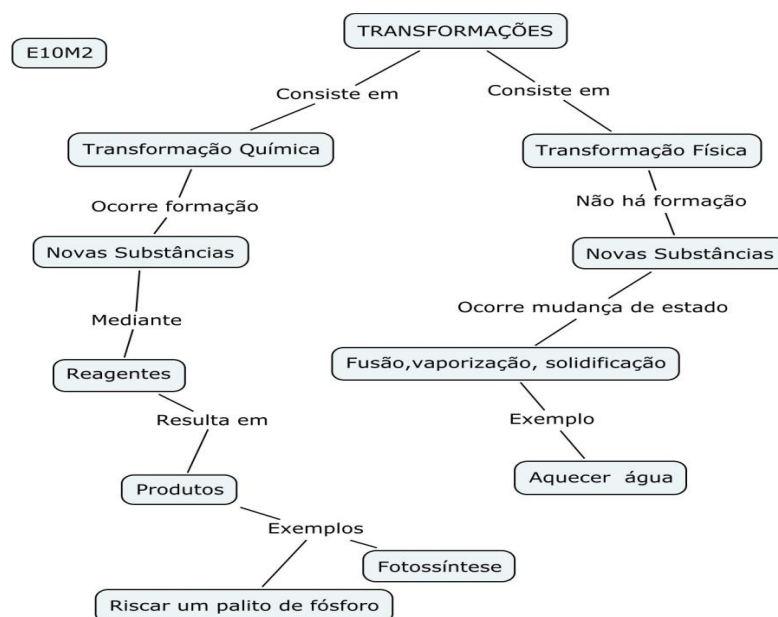 TRANSFORMAÇÕES
E10M2
Consiste em
Consiste em
Transformação Química
Transformação Física
Ocorre formação
Não há formação
Novas Substâncias
Novas Substâncias
Ocorre mudança de estado
Mediante
Fusão,vaporização, solidificação
Reagentes
Resulta em
Exemplo
Aquecer água
Produtos
Exemplos
Fotossíntese
Riscar um palito de fósforo